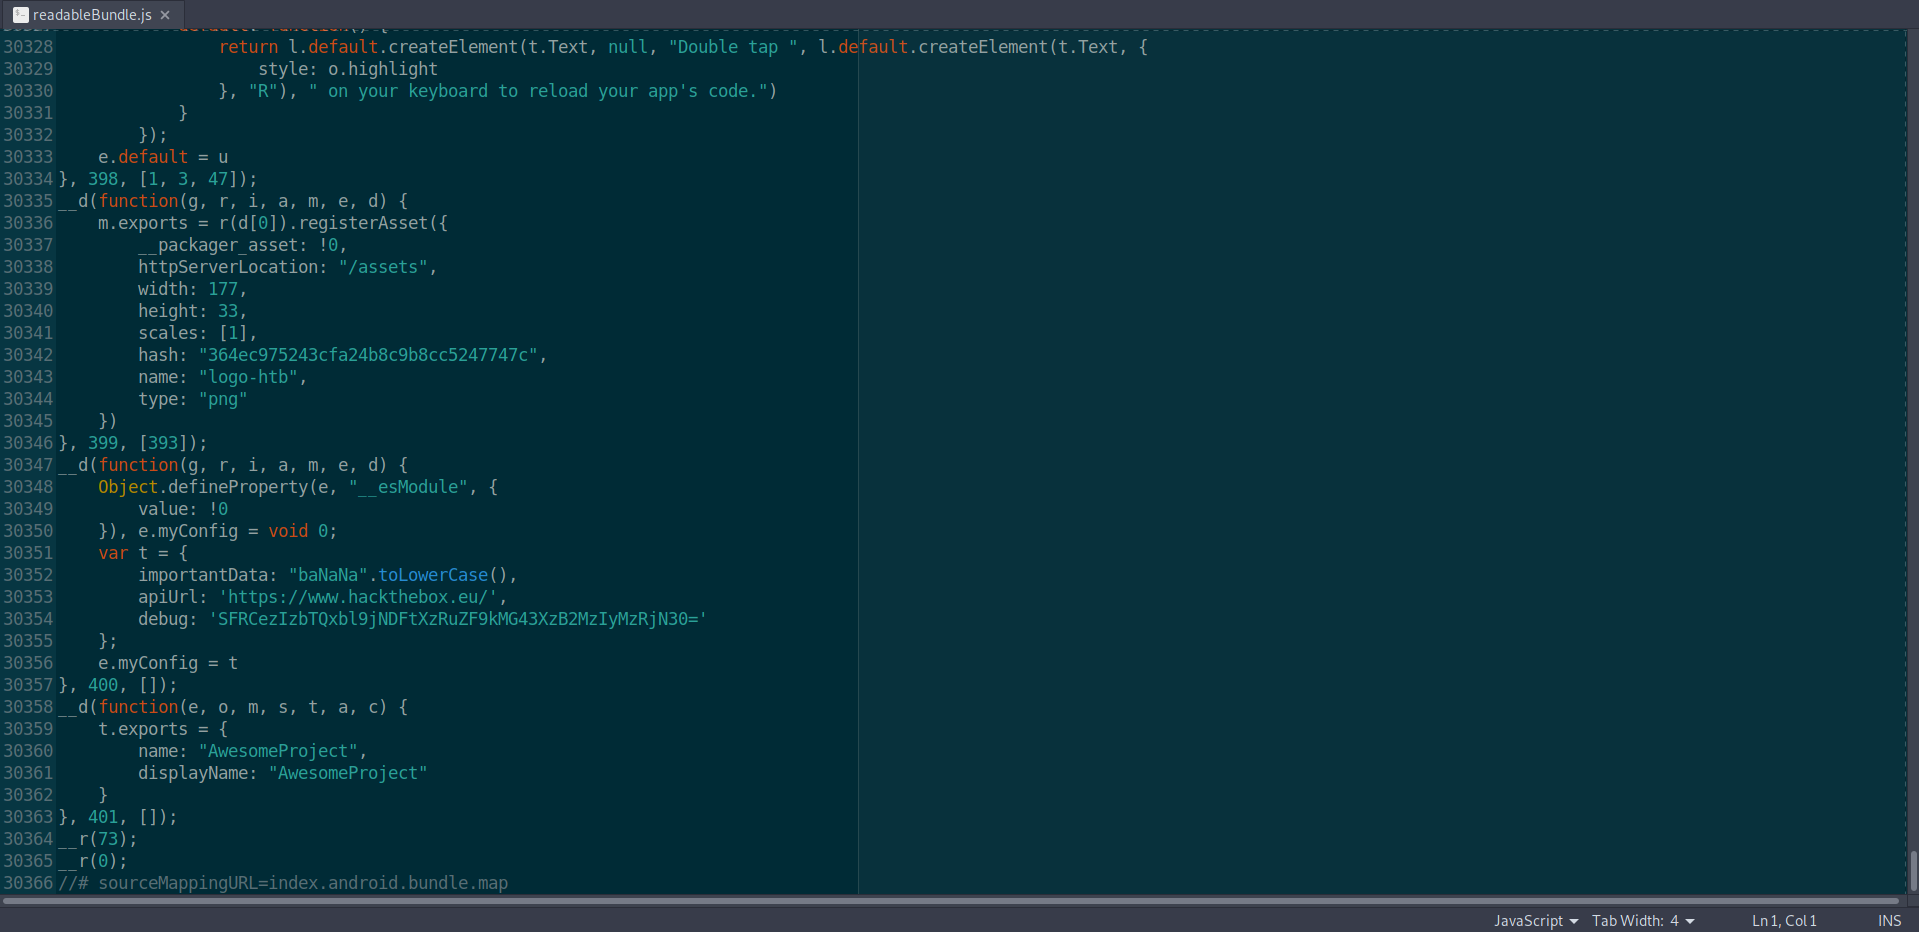 readableBundle.js ×
30328                 return l.default.createElement(t.Text, null, "Double tap ", l.default.createElement(t.Text, {
30329                     style: o.highlight
30330                 }, "R"), " on your keyboard to reload your app's code.")
30331             }
30332         });
30333     e.default = u
30334 }, 398, [1, 3, 47]);
30335 __d(function(g, r, i, a, m, e, d) {
30336     m.exports = r(d[0]).registerAsset({
30337         __packager_asset: !0,
30338         httpServerLocation: "/assets",
30339         width: 177,
30340         height: 33,
30341         scales: [1],
30342         hash: "364ec975243cfa24b8c9b8cc5247747c",
30343         name: "logo-htb",
30344         type: "png"
30345     })
30346 }, 399, [393]);
30347 __d(function(g, r, i, a, m, e, d) {
30348     Object.defineProperty(e, "__esModule", {
30349         value: !0
30350     }), e.myConfig = void 0;
30351     var t = {
30352         importantData: "baNaNa".toLowerCase(),
30353         apiUrl: 'https://www.hackthebox.eu/',
30354         debug: 'SFRCezIzbTQxbl9jNDFtXzRuZF9kMG43XzB2MzIyMzRjN30='
30355     };
30356     e.myConfig = t
30357 }, 400, []);
30358 __d(function(e, o, m, s, t, a, c) {
30359     t.exports = {
30360         name: "AwesomeProject",
30361         displayName: "AwesomeProject"
30362     }
30363 }, 401, []);
30364 __r(73);
30365 __r(0);
30366 //# sourceMappingURL=index.android.bundle.map
JavaScript Tab Width: 4 Ln 1, Col 1 INS